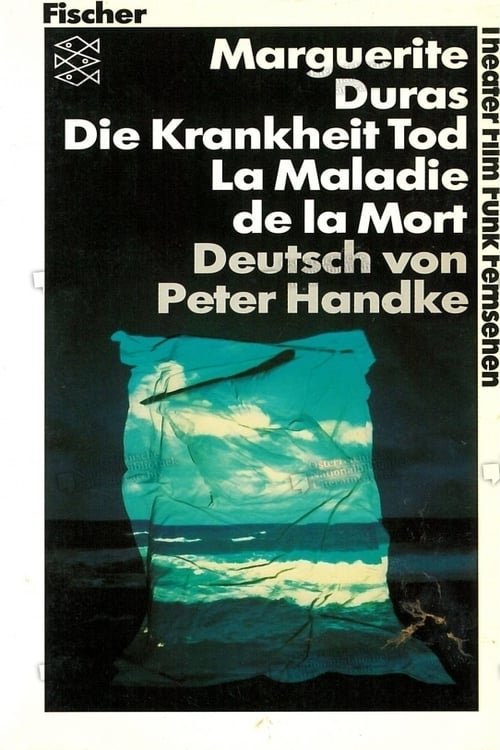 Fischer
Marguerite
Duras
Die Krankheit Tod
La Maladie
de la Mort
Deutsch von
Peter Handke
Theater Film Funk Fernsehen